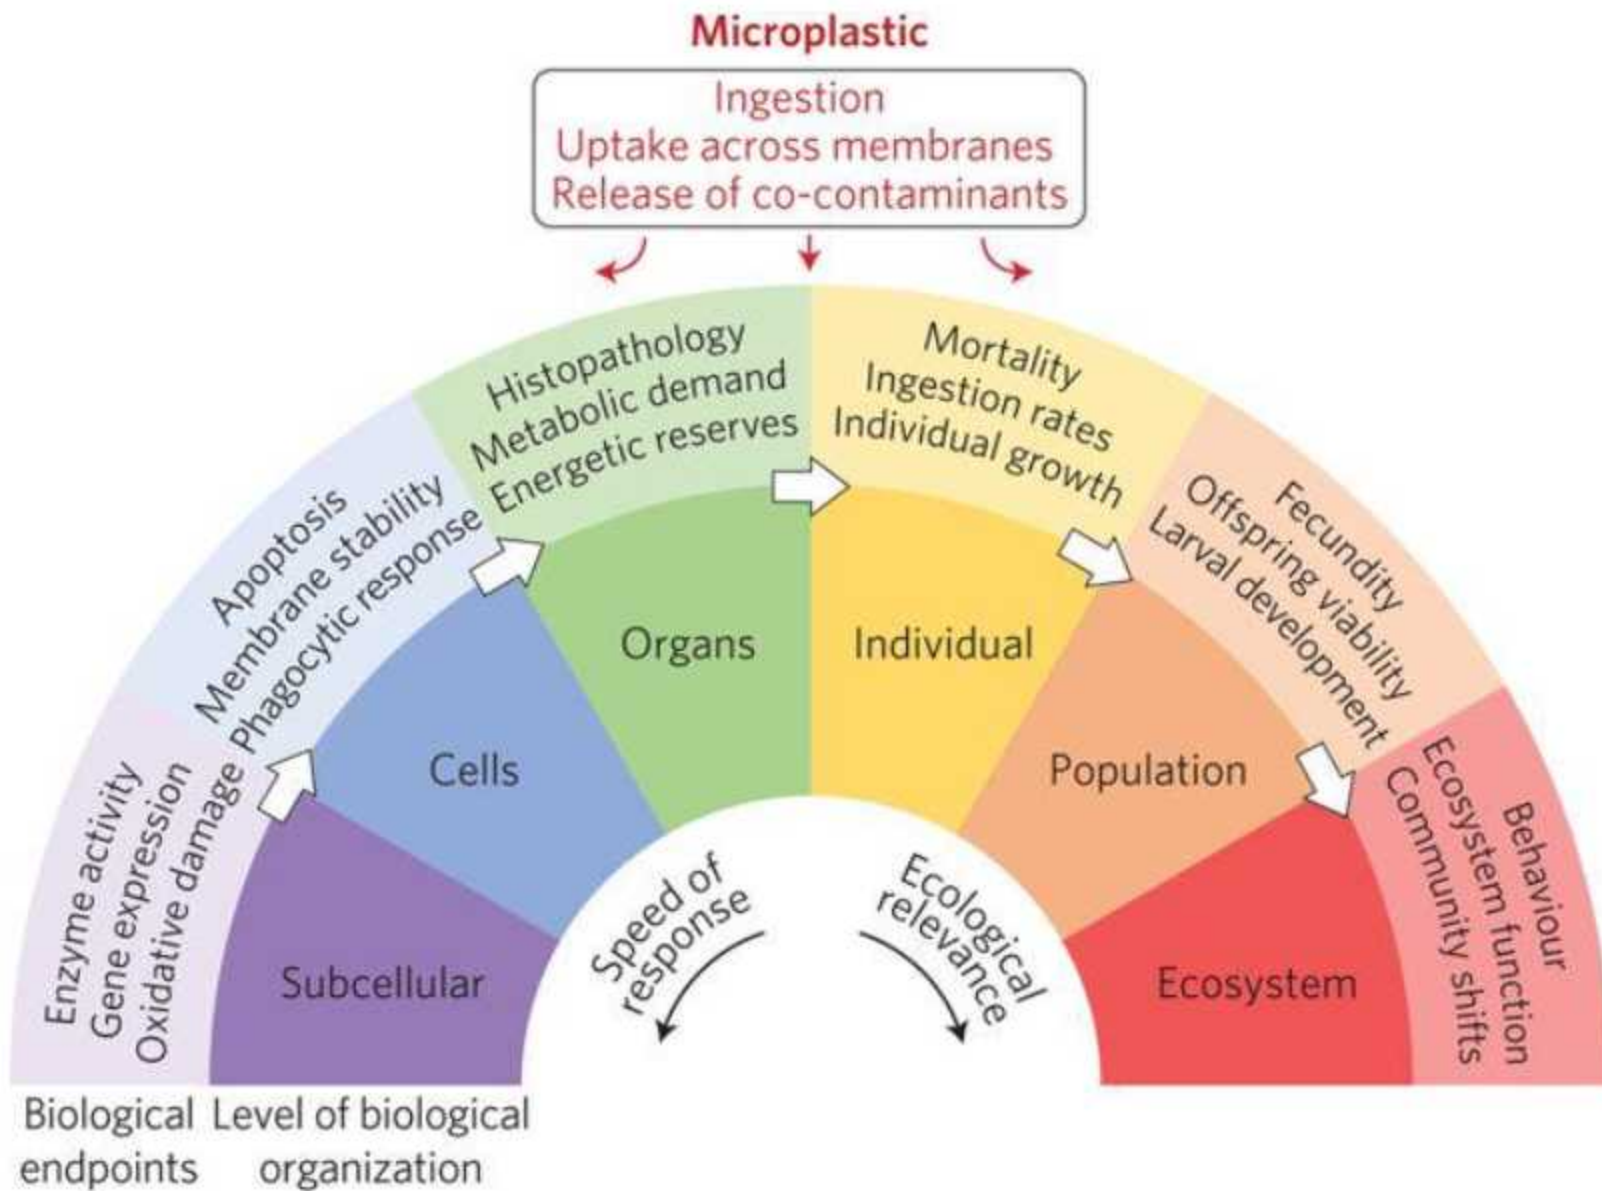 Microplastic
Ingestion
Uptake across membranes
Release of co-contaminants
Enzyme activity
Gene expression
Oxidative damage
Apoptosis
Membrane stability
Phagocytic response
Histopathology
Metabolic demand
Energetic reserves
Mortality
Ingestion rates
Individual growth
Fecundity
Offspring viability
Larval development
Behaviour
Ecosystem function
Community shifts
Subcellular
Cells
Organs
Individual
Population
Ecosystem
Speed of
response
Ecological
relevance
Biological
endpoints
Level of biological
organization